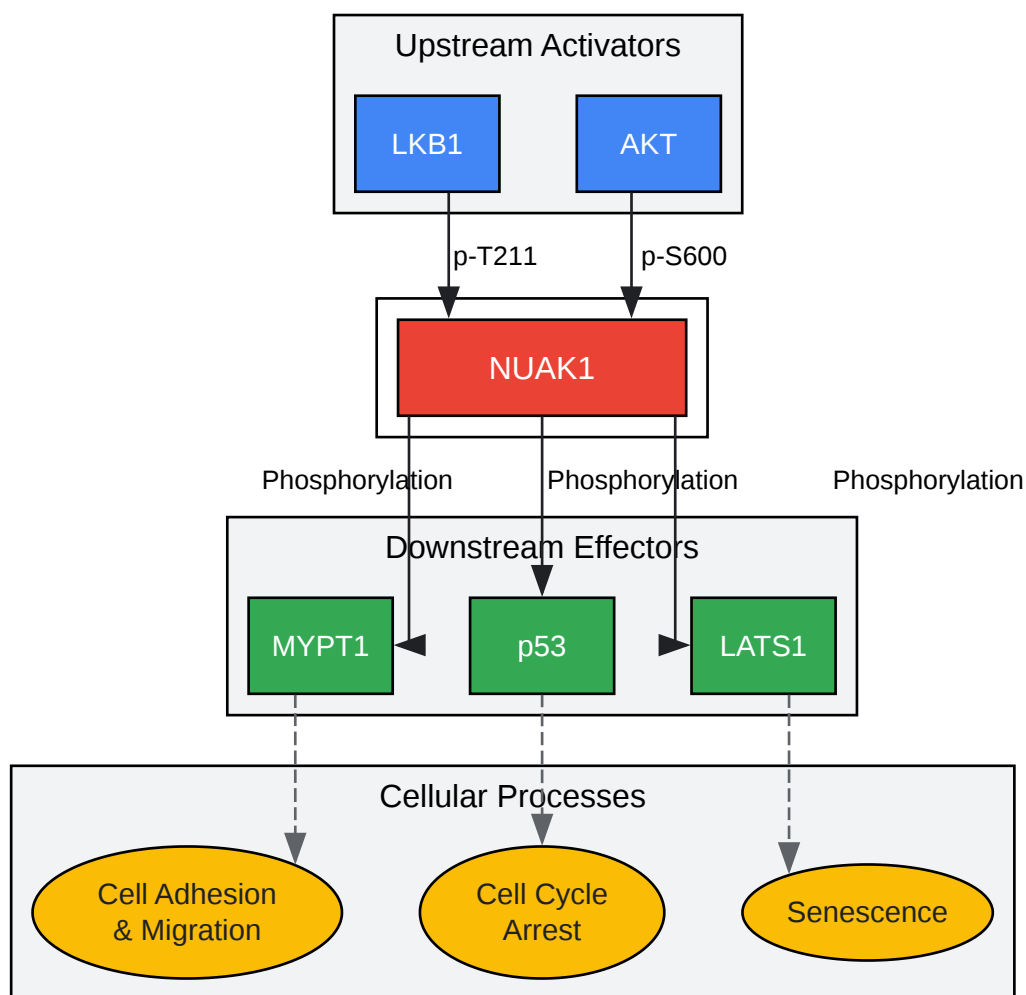 Upstream Activators
LKB1
AKT
p-T211
p-S600
NUAK1
Phosphorylation
Phosphorylation
Phosphorylation
Downstream Effectors
MYPT1
p53
LATS1
Cellular Processes
Cell Adhesion
& Migration
Cell Cycle
Arrest
Senescence